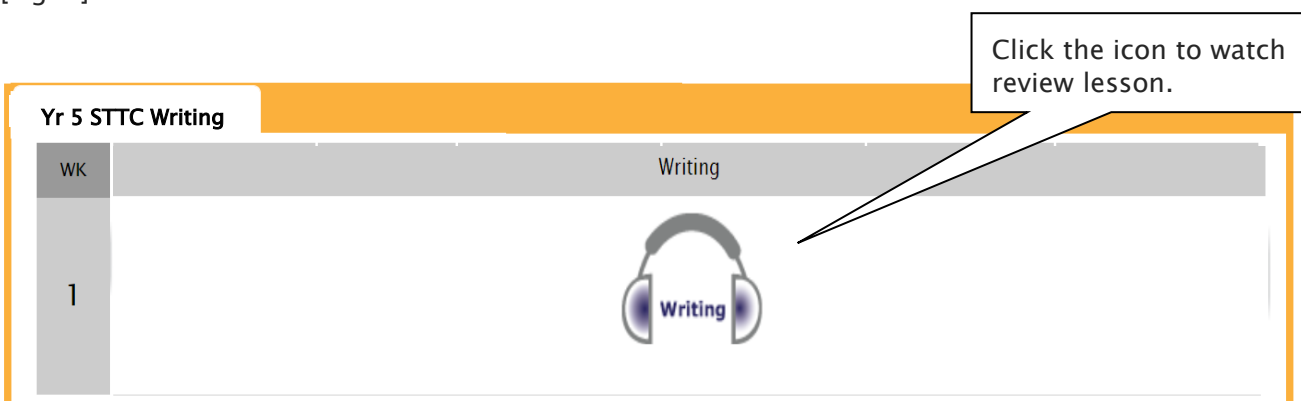 Click the icon to watch
review lesson.
Yr 5 STTC Writing
WK
Writing
1
Writing